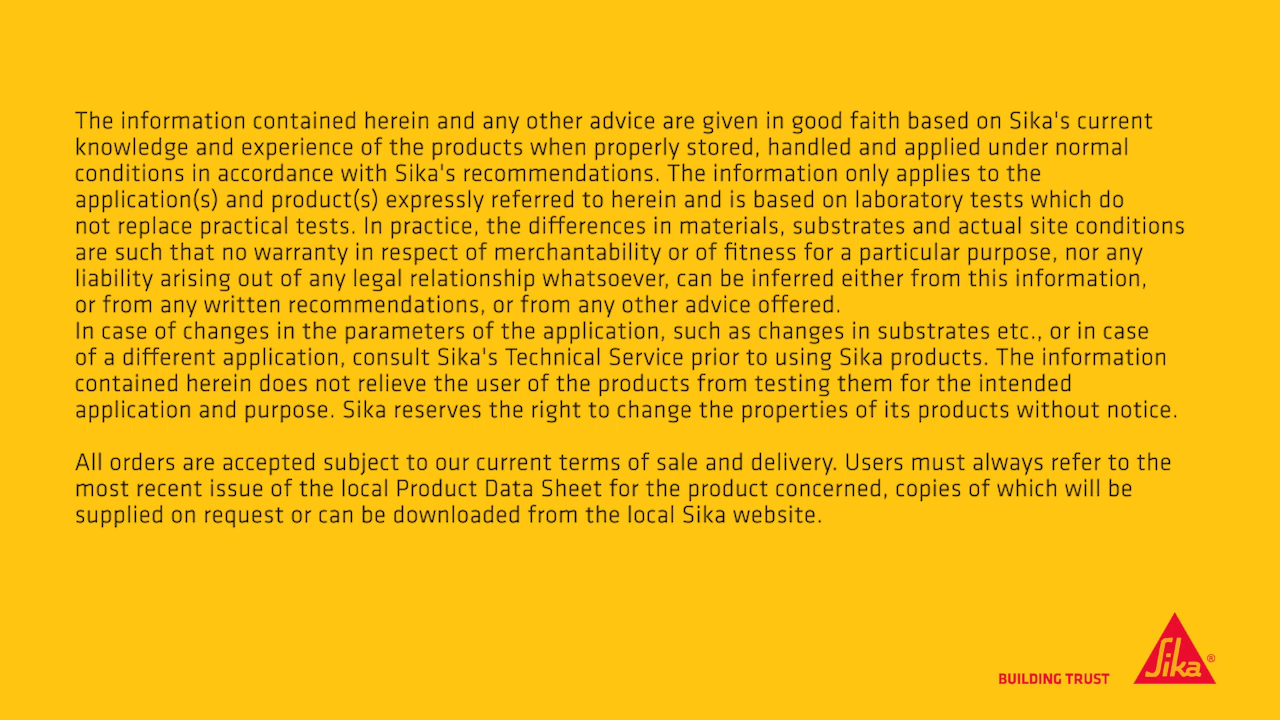 The information contained herein and any other advice are given in good faith based on Sika's current
knowledge and experience of the products when properly stored, handled and applied under normal
conditions in accordance with Sika's recommendations. The information only applies to the
application(s) and product(s) expressly referred to herein and is based on laboratory tests which do
not replace practical tests. In practice, the differences in materials, substrates and actual site conditions
are such that no warranty in respect of merchantability or of fitness for a particular purpose, nor any
liability arising out of any legal relationship whatsoever, can be inferred either from this information,
or from any written recommendations, or from any other advice offered.
In case of changes in the parameters of the application, such as changes in substrates etc., or in case
of a different application, consult Sika's Technical Service prior to using Sika products. The information
contained herein does not relieve the user of the products from testing them for the intended
application and purpose. Sika reserves the right to change the properties of its products without notice.
All orders are accepted subject to our current terms of sale and delivery. Users must always refer to the
most recent issue of the local Product Data Sheet for the product concerned, copies of which will be
supplied on request or can be downloaded from the local Sika website.
BUILDING TRUST
Sika®